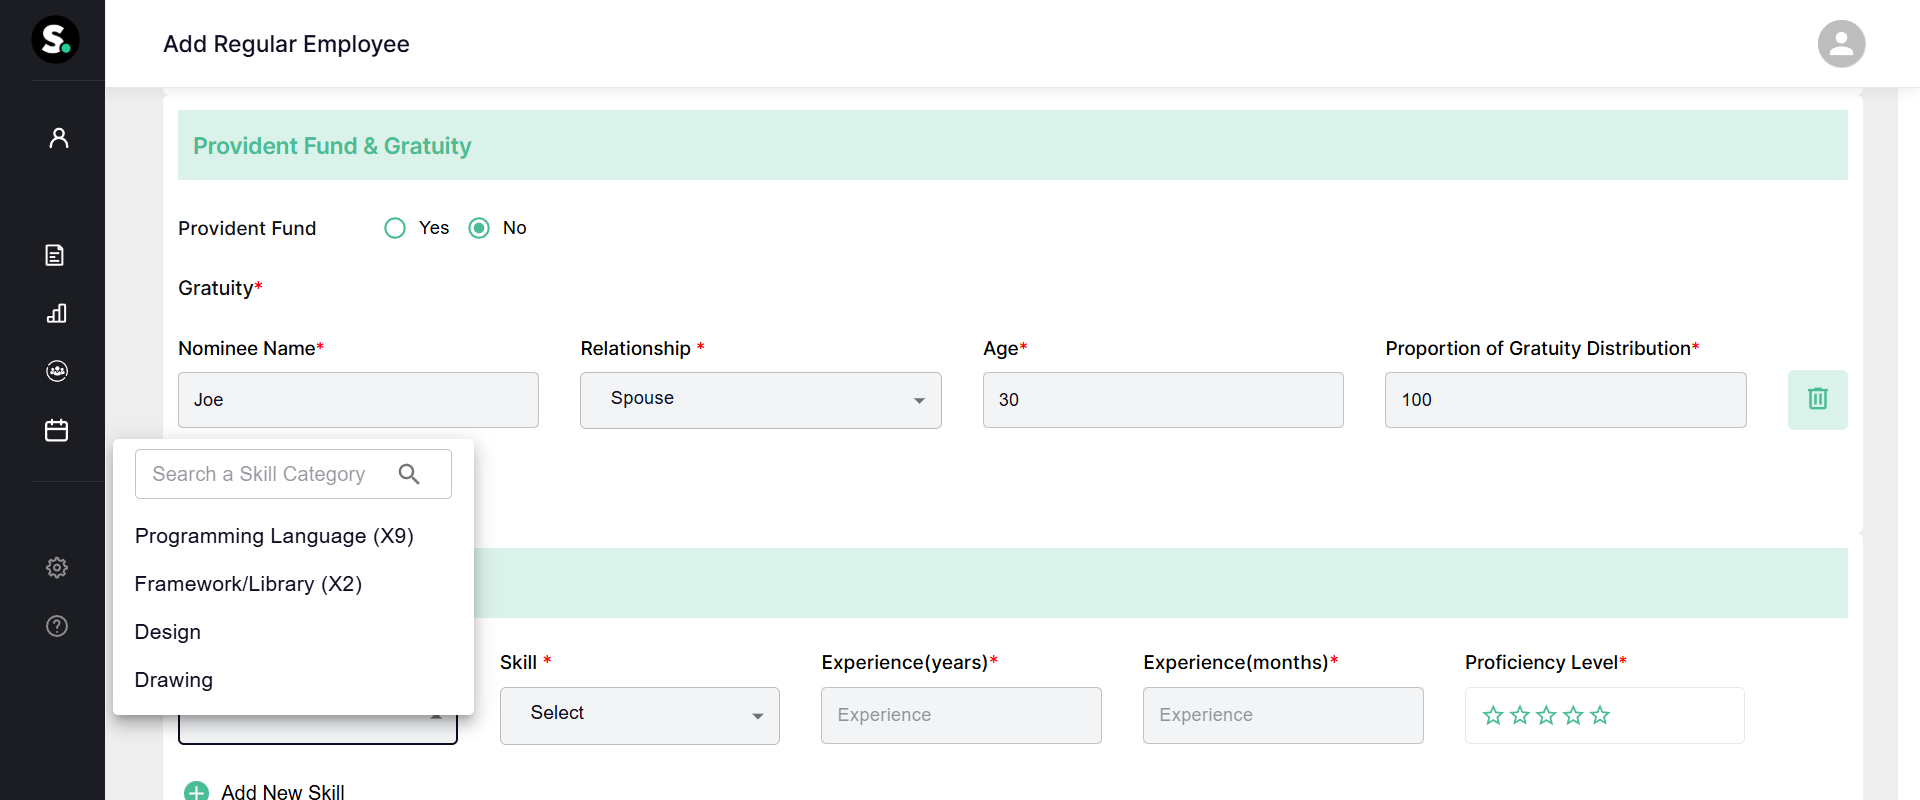 S.
Add Regular Employee
Provident Fund & Gratuity
Provident Fund Yes No
Gratuity*
Nominee Name* Relationship * Age* Proportion of Gratuity Distribution*
Joe Spouse 30 100
Search a Skill Category
Programming Language (X9)
Framework/Library (X2)
Design
Drawing
Skill * Experience(years)* Experience(months)* Proficiency Level*
Select Experience Experience
Add New Skill